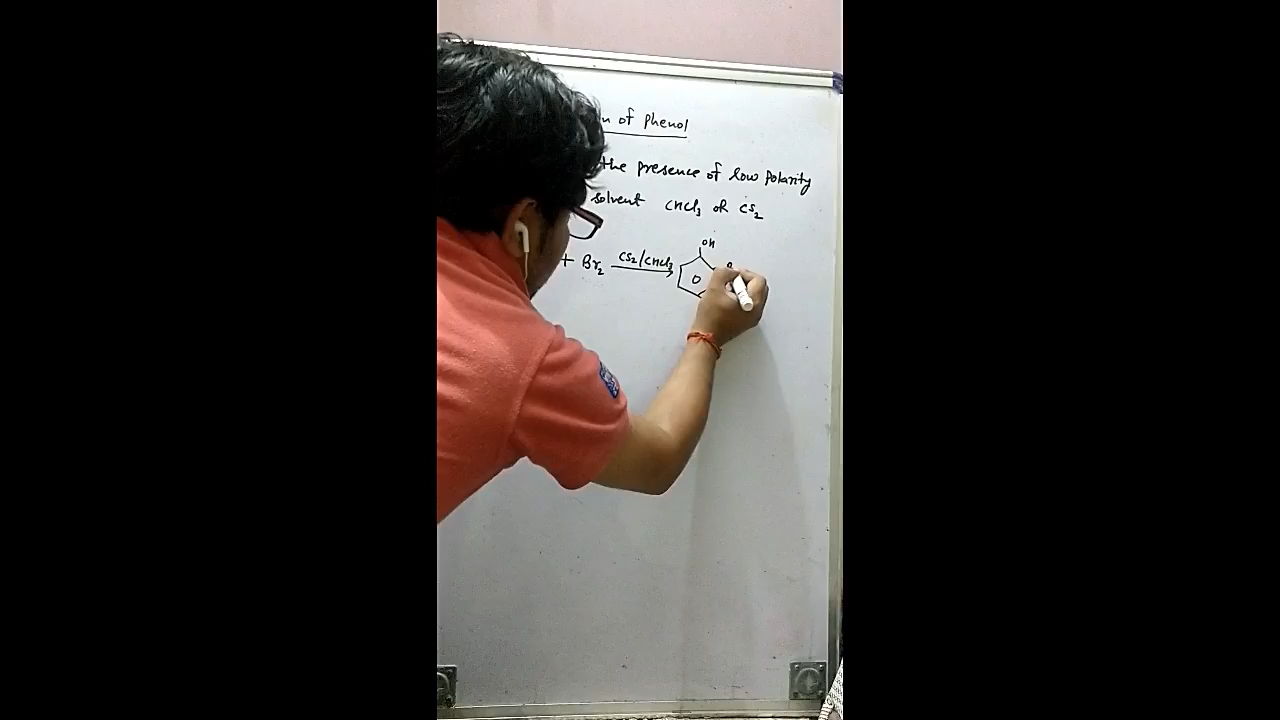 of phenol
the presence of low polarity
solvent CHCl3 or CS2
OH
+ Br2 CS2/CHCl3